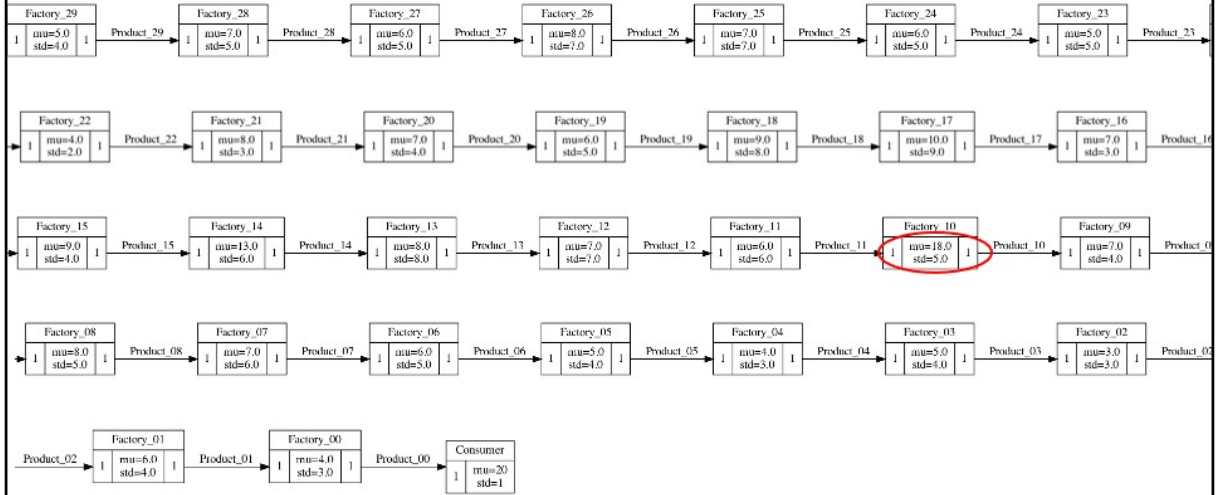 Factory_29 Factory_28 Factory_27 Factory_26 Factory_25 Factory_24 Factory_23
1 mu=5.0 1 Product_29 1 mu=7.0 1 Product_28 1 mu=6.0 1 Product_27 1 mu=8.0 1 Product_26 1 mu=7.0 1 Product_25 1 mu=6.0 1 Product_24 1 mu=5.0 1 Product_23
std=4.0 std=5.0 std=5.0 std=7.0 std=7.0 std=5.0 std=5.0
Factory_22 Factory_21 Factory_20 Factory_19 Factory_18 Factory_17 Factory_16
1 mu=4.0 1 Product_22 1 mu=8.0 1 Product_21 1 mu=7.0 1 Product_20 1 mu=6.0 1 Product_19 1 mu=9.0 1 Product_18 1 mu=10.0 1 Product_17 1 mu=7.0 1 Product_16
std=2.0 std=3.0 std=4.0 std=5.0 std=8.0 std=9.0 std=3.0
Factory_15 Factory_14 Factory_13 Factory_12 Factory_11 Factory_10 Factory_09
1 mu=9.0 1 Product_15 1 mu=13.0 1 Product_14 1 mu=8.0 1 Product_13 1 mu=7.0 1 Product_12 1 mu=6.0 1 Product_11 1 mu=18.0 1 Product_10 1 mu=7.0 1 Product_0
std=4.0 std=6.0 std=8.0 std=7.0 std=6.0 std=5.0 std=4.0
Factory_08 Factory_07 Factory_06 Factory_05 Factory_04 Factory_03 Factory_02
1 mu=8.0 1 Product_08 1 mu=7.0 1 Product_07 1 mu=6.0 1 Product_06 1 mu=5.0 1 Product_05 1 mu=4.0 1 Product_04 1 mu=5.0 1 Product_03 1 mu=3.0 1 Product_02
std=5.0 std=6.0 std=5.0 std=4.0 std=3.0 std=4.0 std=3.0
Factory_01 Factory_00 Consumer
Product_02 1 mu=6.0 1 Product_01 1 mu=4.0 1 Product_00 1 mu=20
std=4.0 std=3.0 std=1